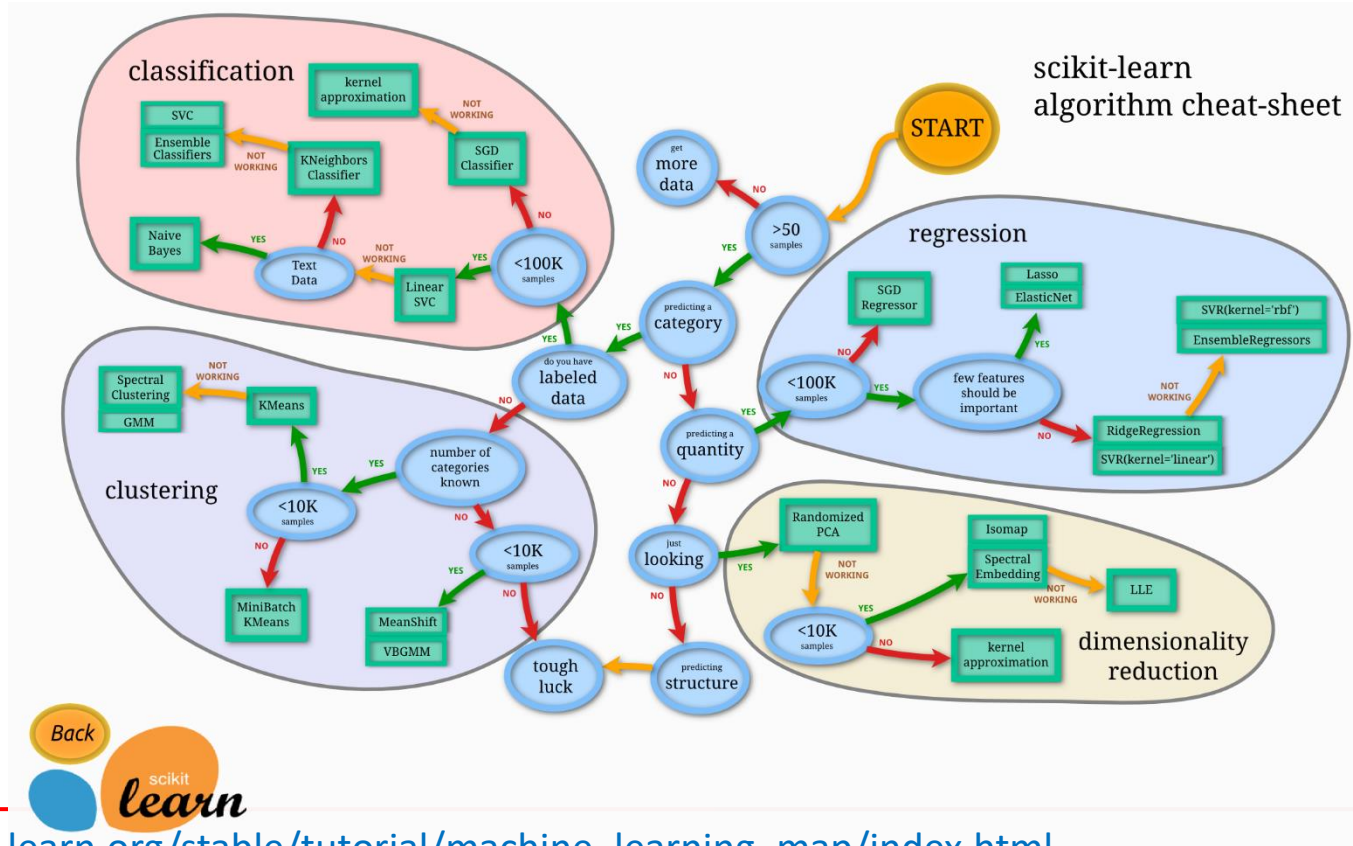 scikit-learn
algorithm cheat-sheet
START
get
more
data
NO
>50
samples
YES
predicting a
category
YES
NO
do you have
labeled
data
YES
NO
predicting a
quantity
YES
NO
just
looking
YES
NO
predicting
structure
tough
luck
classification
kernel
approximation
NOT
WORKING
SGD
Classifier
NO
<100K
samples
YES
Linear
SVC
NOT
WORKING
Text
Data
YES
Naive
Bayes
NO
KNeighbors
Classifier
NOT
WORKING
SVC
Ensemble
Classifiers
regression
<100K
samples
NO
SGD
Regressor
YES
few features
should be
important
YES
Lasso
ElasticNet
NO
RidgeRegression
SVR(kernel='linear')
NOT
WORKING
SVR(kernel='rbf')
EnsembleRegressors
clustering
number of
categories
known
YES
<10K
samples
YES
KMeans
NOT
WORKING
Spectral
Clustering
GMM
NO
MiniBatch
KMeans
NO
<10K
samples
YES
MeanShift
VBGMM
NO
dimensionality
reduction
Randomized
PCA
NOT
WORKING
<10K
samples
YES
Isomap
Spectral
Embedding
NOT
WORKING
LLE
NO
kernel
approximation
Back
scikit
learn
learn.org/stable/tutorial/machine_learning_map/index.html